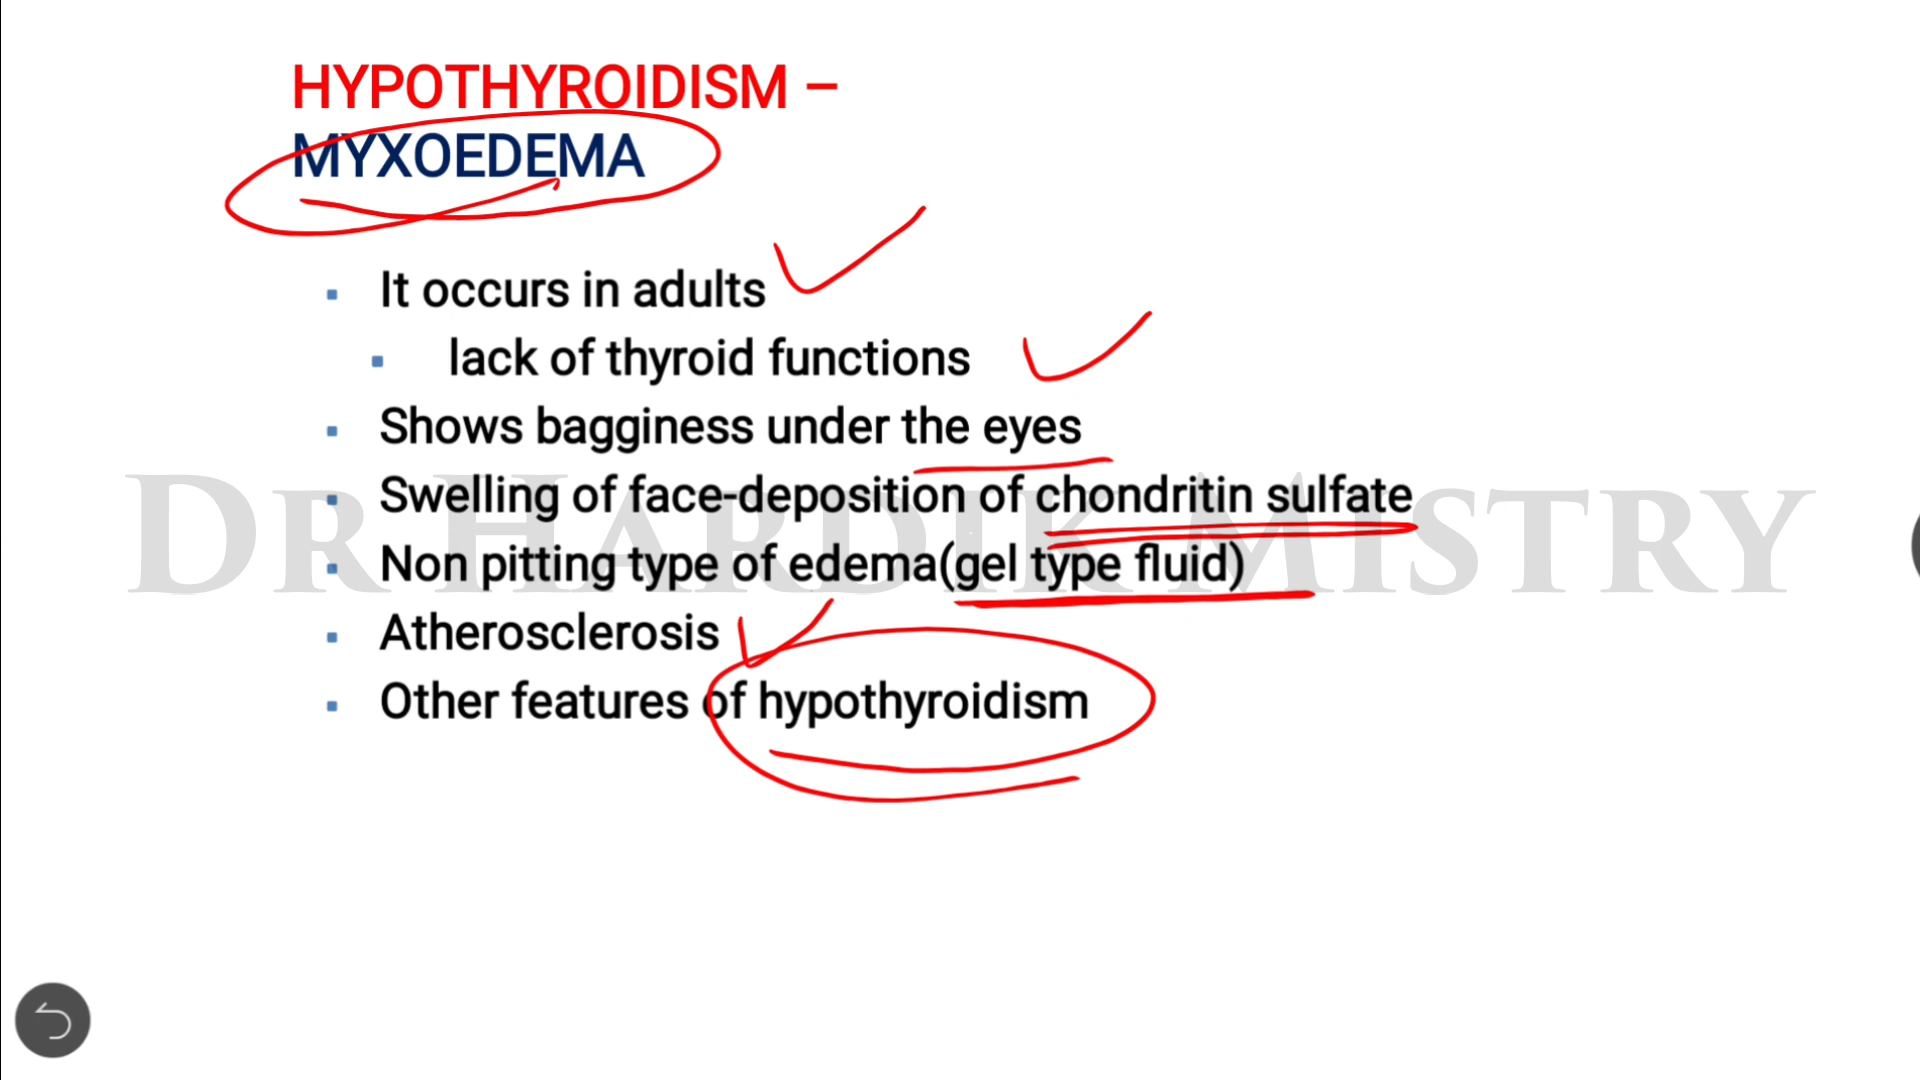 HYPOTHYROIDISM –
MYXOEDEMA
It occurs in adults
lack of thyroid functions
Shows bagginess under the eyes
Swelling of face-deposition of chondritin sulfate
Non pitting type of edema(gel type fluid)
Atherosclerosis
Other features of hypothyroidism
DR HARDIK MISTRY